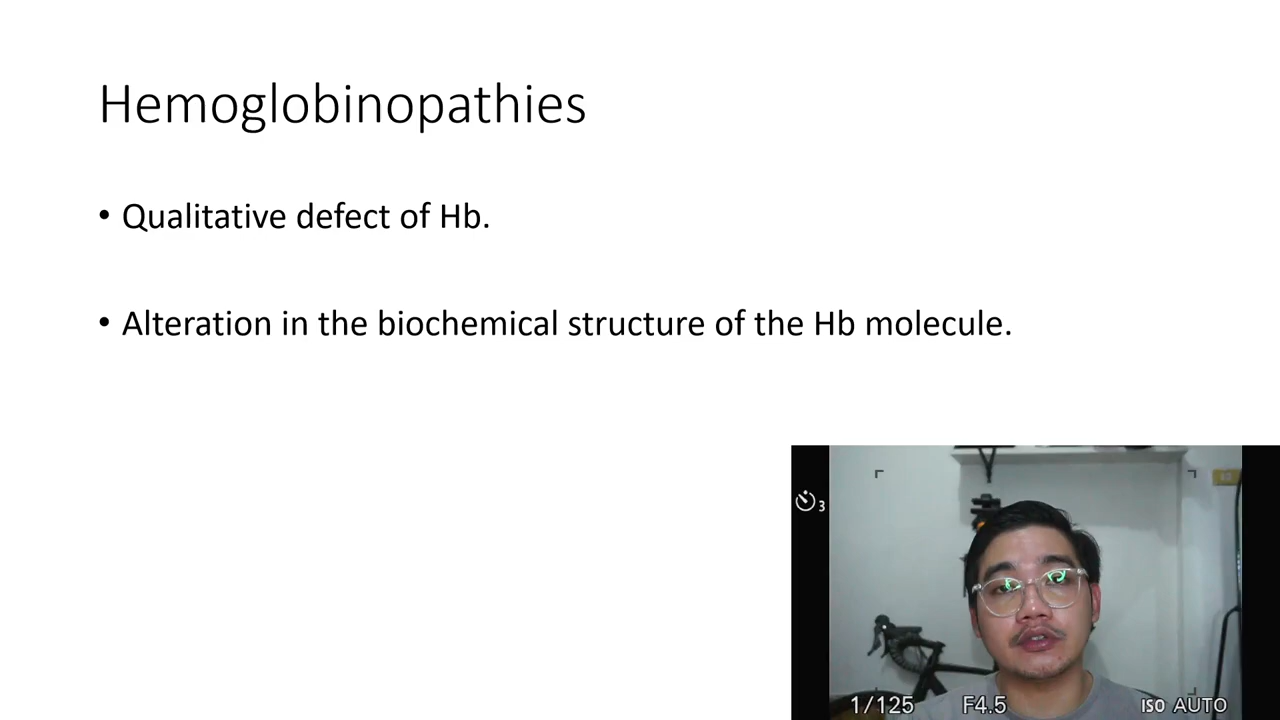 Hemoglobinopathies
• Qualitative defect of Hb.
• Alteration in the biochemical structure of the Hb molecule.
3
1/125 F4.5 ISO AUTO